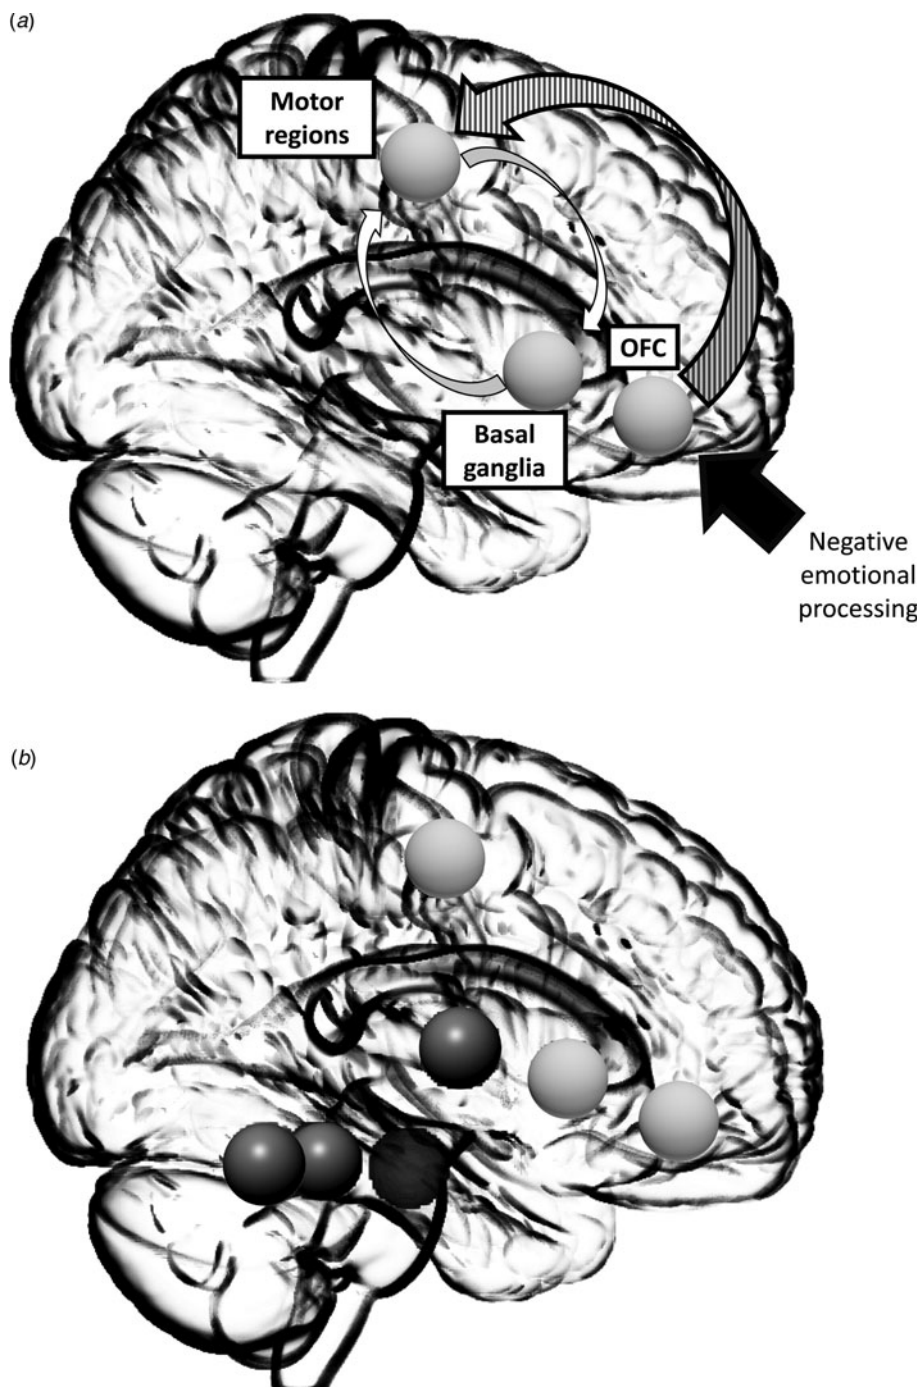 (a)
Motor
regions
OFC
Basal
ganglia
Negative
emotional
processing
(b)